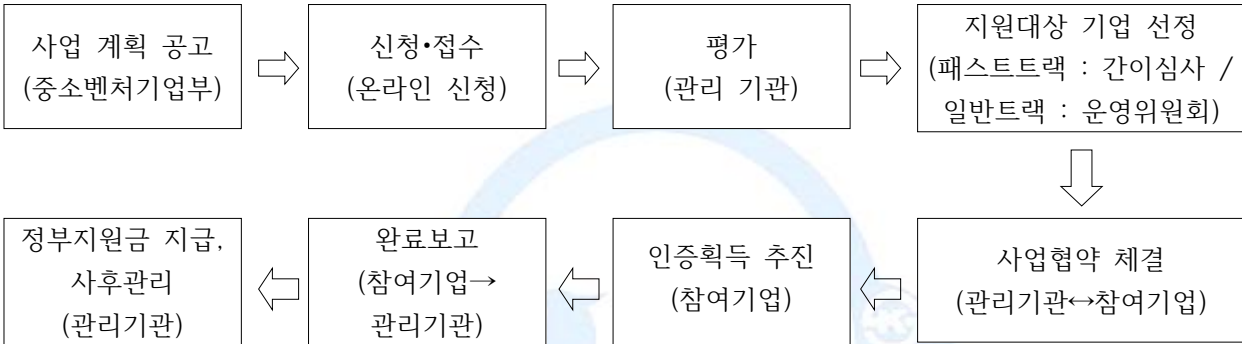 사업 계획 공고
(중소벤처기업부)
신청•접수
(온라인 신청)
평가
(관리 기관)
지원대상 기업 선정
(패스트트랙 : 간이심사 /
일반트랙 : 운영위원회)
사업협약 체결
(관리기관↔참여기업)
인증획득 추진
(참여기업)
완료보고
(참여기업→
관리기관)
정부지원금 지급,
사후관리
(관리기관)